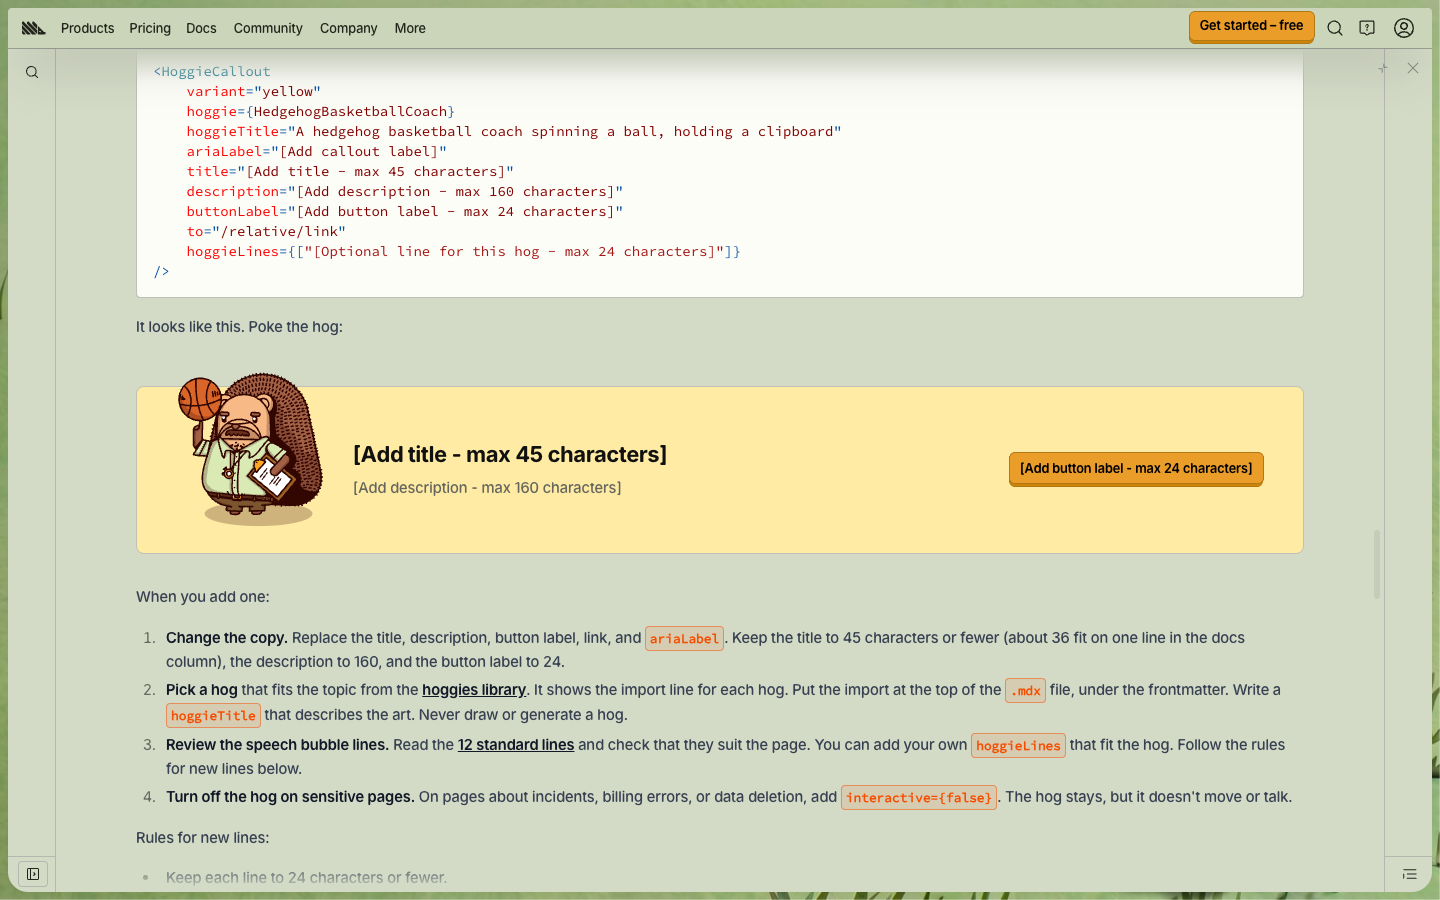 Products Pricing Docs Community Company More Get started – free
<HoggieCallout
variant="yellow"
hoggie={HedgehogBasketballCoach}
hoggieTitle="A hedgehog basketball coach spinning a ball, holding a clipboard"
ariaLabel="[Add callout label]"
title="[Add title - max 45 characters]"
description="[Add description - max 160 characters]"
buttonLabel="[Add button label - max 24 characters]"
to="/relative/link"
hoggieLines={["[Optional line for this hog - max 24 characters]"]}
/>
It looks like this. Poke the hog:
[Add title - max 45 characters]
[Add description - max 160 characters]
[Add button label - max 24 characters]
When you add one:
1. Change the copy. Replace the title, description, button label, link, and ariaLabel. Keep the title to 45 characters or fewer (about 36 fit on one line in the docs
column), the description to 160, and the button label to 24.
2. Pick a hog that fits the topic from the hoggies library. It shows the import line for each hog. Put the import at the top of the .mdx file, under the frontmatter. Write a
hoggieTitle that describes the art. Never draw or generate a hog.
3. Review the speech bubble lines. Read the 12 standard lines and check that they suit the page. You can add your own hoggieLines that fit the hog. Follow the rules
for new lines below.
4. Turn off the hog on sensitive pages. On pages about incidents, billing errors, or data deletion, add interactive={false}. The hog stays, but it doesn't move or talk.
Rules for new lines:
• Keep each line to 24 characters or fewer.